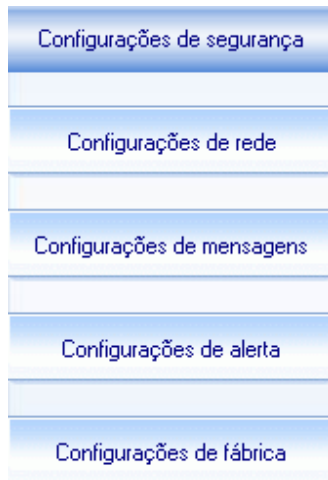 Configurações de segurança
Configurações de rede
Configurações de mensagens
Configurações de alerta
Configurações de fábrica